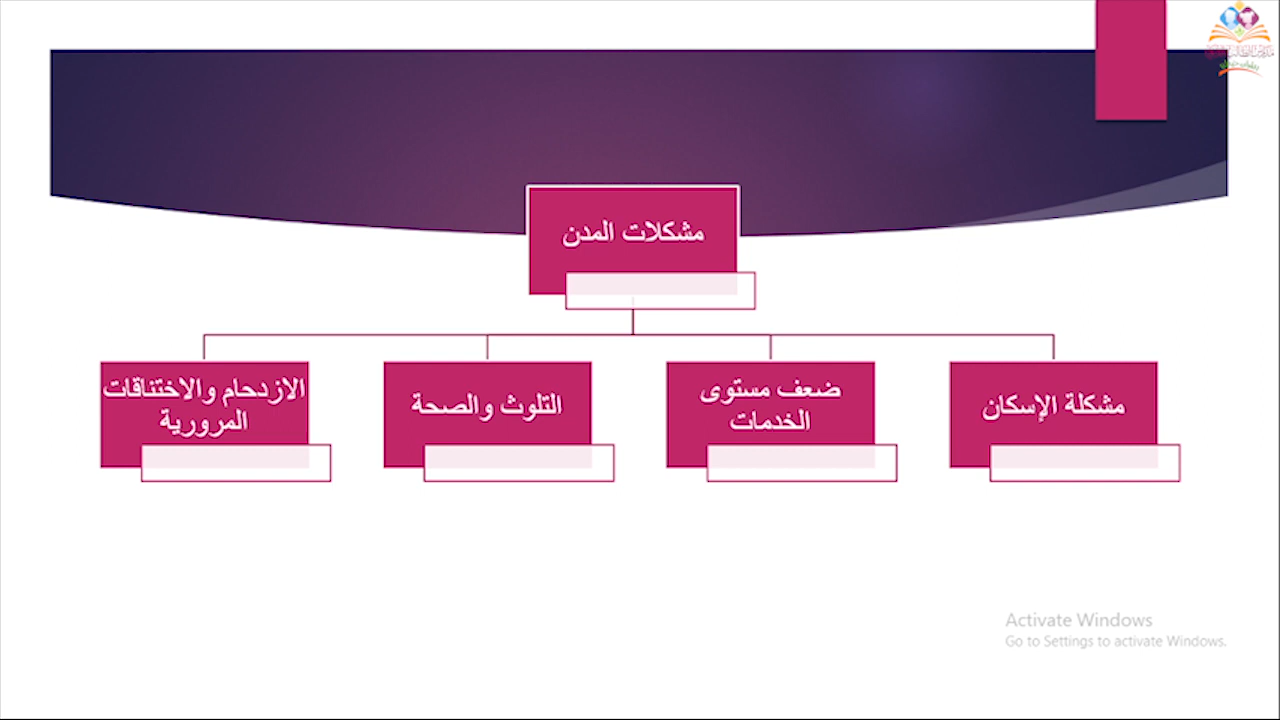 مشكلات المدن
مشكلة الإسكان
ضعف مستوى
الخدمات
التلوث والصحة
الازدحام والاختناقات
المرورية
Activate Windows
Go to Settings to activate Windows.